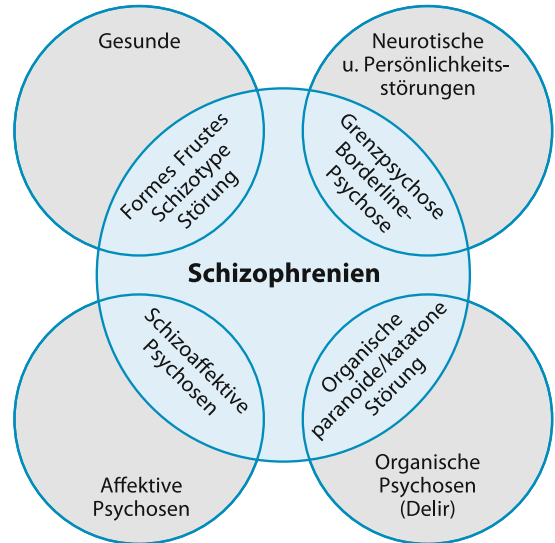 Gesunde
Neurotische
u. Persönlichkeits-
störungen
Formes Frustes
Schizotype
Störung
Grenzpsychose
Borderline-
Psychose
Schizophrenien
Schizoaffektive
Psychosen
Organische
paranoide/katatone
Störung
Affektive
Psychosen
Organische
Psychosen
(Delir)